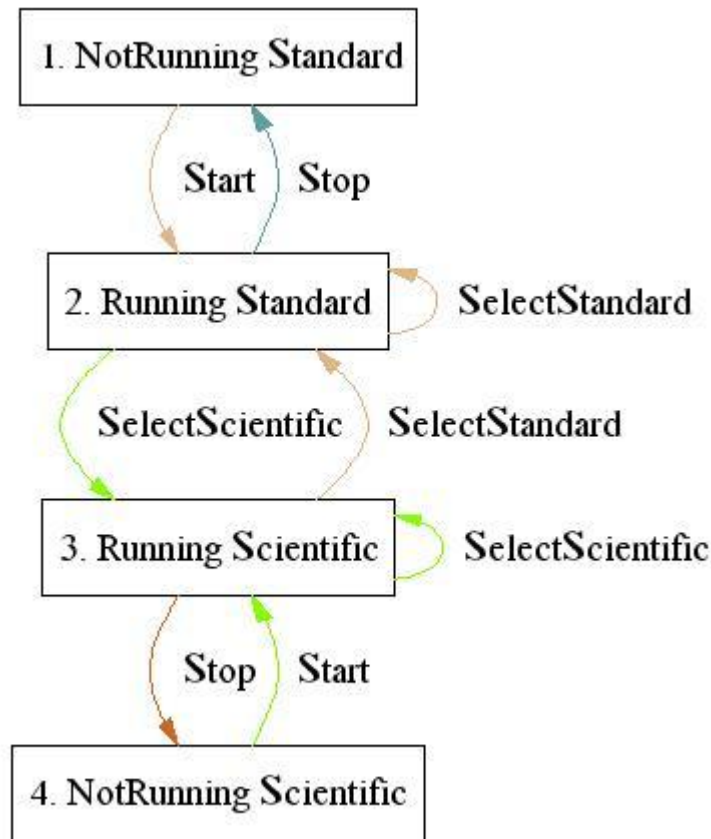 1. NotRunning Standard
Start Stop
2. Running Standard
SelectStandard
SelectScientific SelectStandard
3. Running Scientific
SelectScientific
Stop Start
4. NotRunning Scientific